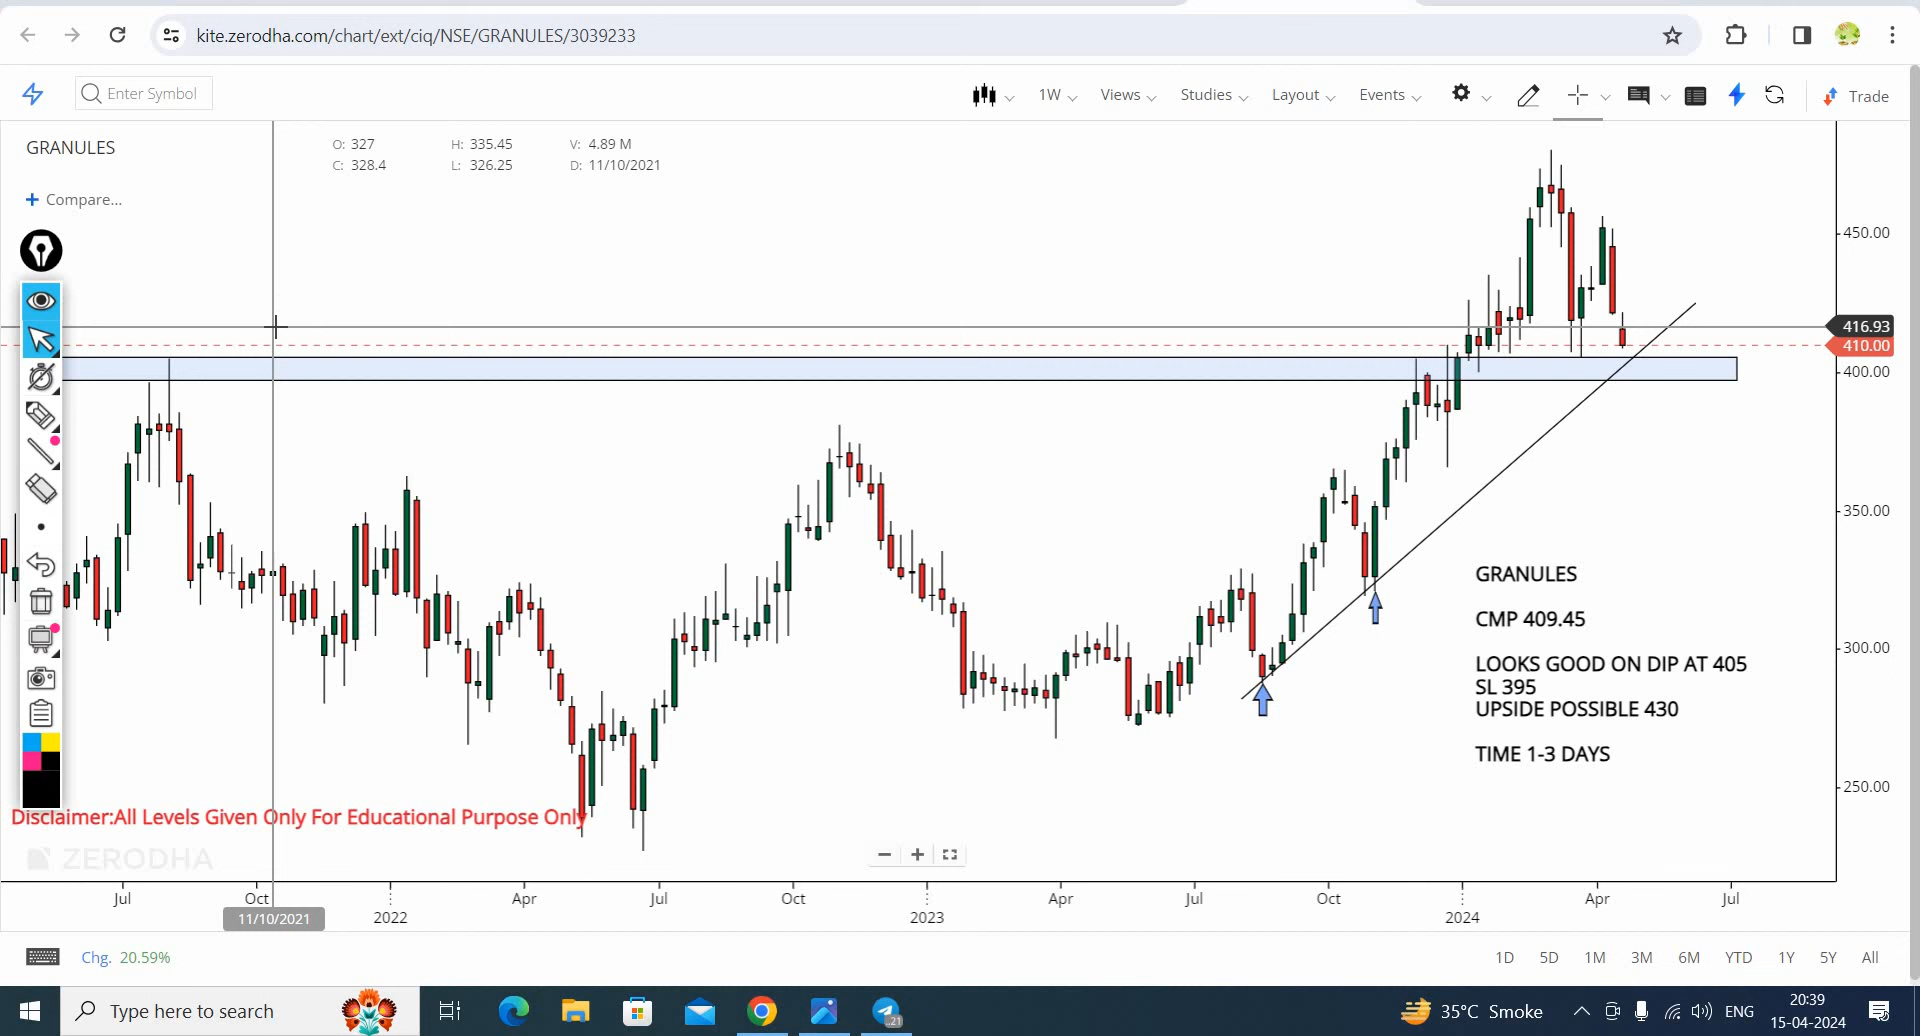 kite.zerodha.com/chart/ext/ciq/NSE/GRANULES/3039233
Enter Symbol
1W
Views
Studies
Layout
Events
Trade
GRANULES
O: 327 H: 335.45 V: 4.89 M
C: 328.4 L: 326.25 D: 11/10/2021
+ Compare...
450.00
416.93
410.00
400.00
350.00
300.00
250.00
GRANULES
CMP 409.45
LOOKS GOOD ON DIP AT 405
SL 395
UPSIDE POSSIBLE 430
TIME 1-3 DAYS
Disclaimer:All Levels Given Only For Educational Purpose Only
ZERODHA
Jul Oct 2022 Apr Jul Oct 2023 Apr Jul Oct 2024 Apr Jul
11/10/2021
Chg. 20.59%
1D 5D 1M 3M 6M YTD 1Y 5Y All
Type here to search
21
35°C Smoke
ENG
20:39
15-04-2024